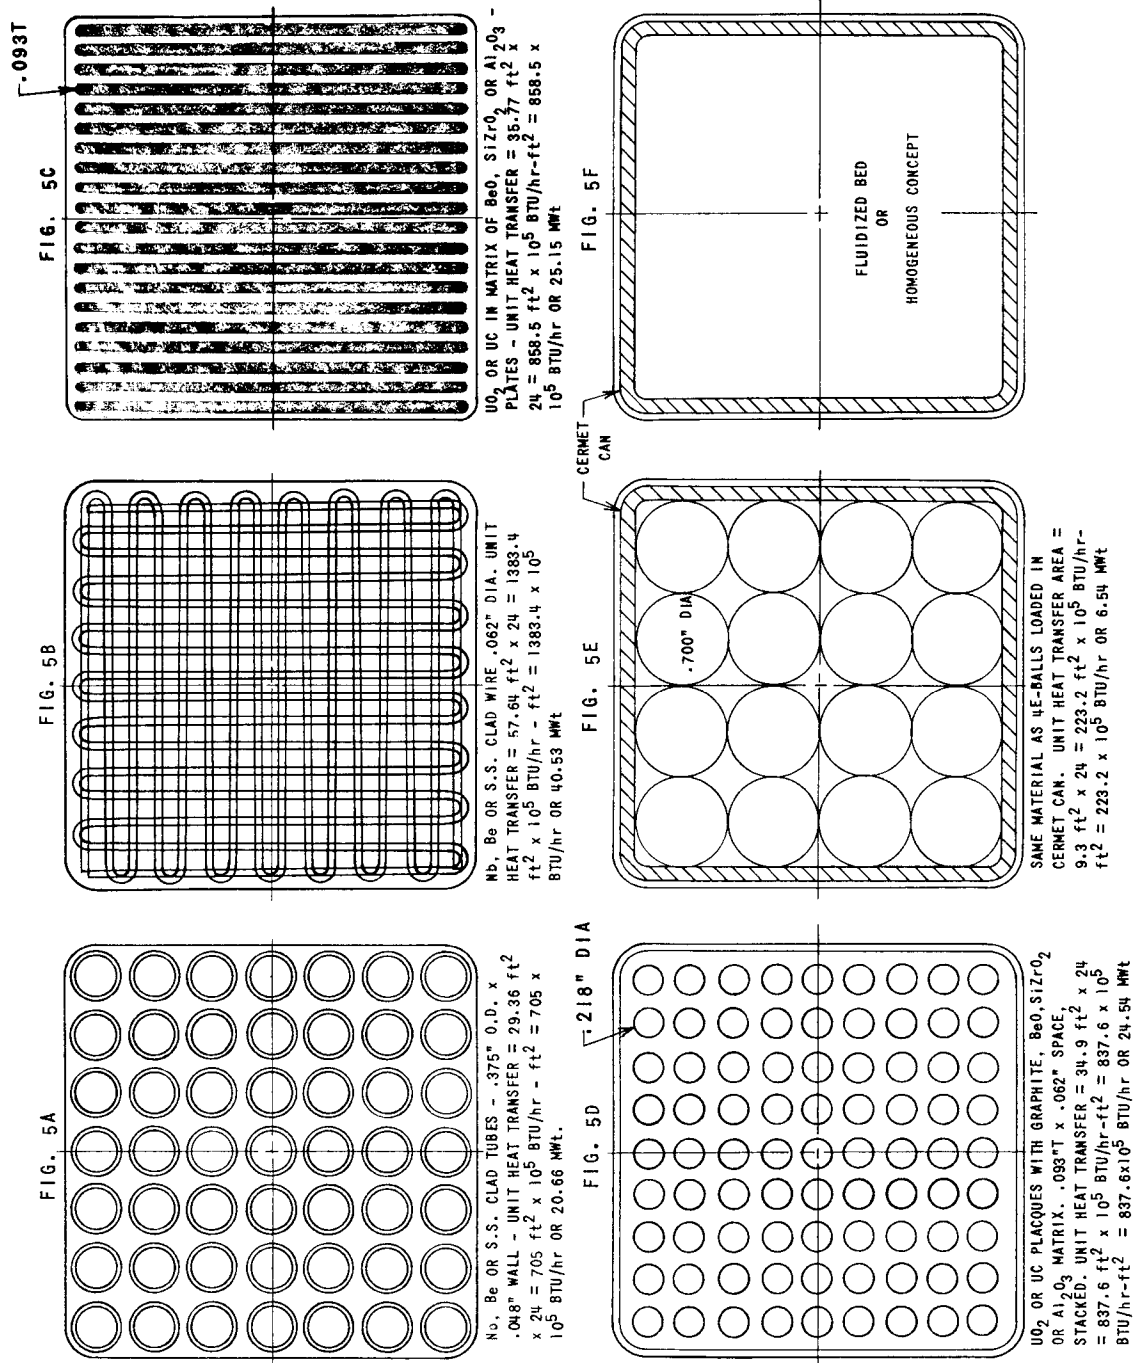 FIG. 5A
No, Be OR S.S. CLAD TUBES - .375" O.D. x
.048" WALL - UNIT HEAT TRANSFER = 29.36 ft²
x 24 = 705 ft² x 10⁵ BTU/hr - ft² = 705 x
10⁵ BTU/hr OR 20.66 MWt.
FIG. 5B
Nb, Be OR S.S. CLAD WIRE .062" DIA. UNIT
HEAT TRANSFER = 57.64 ft² x 24 = 1383.4
ft² x 10⁵ BTU/hr - ft² = 1383.4 x 10⁵
BTU/hr OR 40.53 MWt
FIG. 5C
.093T
UO₂ OR UC IN MATRIX OF BeO, SiZrO₂ OR Al₂O₃ -
PLATES - UNIT HEAT TRANSFER = 35.77 ft² x
24 = 858.5 ft² x 10⁵ BTU/hr-ft² = 858.5 x
10⁵ BTU/hr OR 25.15 MWt
FIG. 5D
.218" DIA
UO₂ OR UC PLACQUES WITH GRAPHITE, BeO,SiZrO₂
OR Al₂O₃ MATRIX. .093"T x .062" SPACE,
STACKED. UNIT HEAT TRANSFER = 34.9 ft² x 24
= 837.6 ft² x 10⁵ BTU/hr-ft² = 837.6 x 10⁵
BTU/hr-ft² = 837.6x10⁵ BTU/hr OR 24.54 MWt
FIG. 5E
CERMET
CAN
.700" DIA
SAME MATERIAL AS 4E-BALLS LOADED IN
CERMET CAN. UNIT HEAT TRANSFER AREA =
9.3 ft² x 24 = 223.2 ft² x 10⁵ BTU/hr-
ft² = 223.2 x 10⁵ BTU/hr OR 6.54 MWt
FIG. 5F
FLUIDIZED BED
OR
HOMOGENEOUS CONCEPT